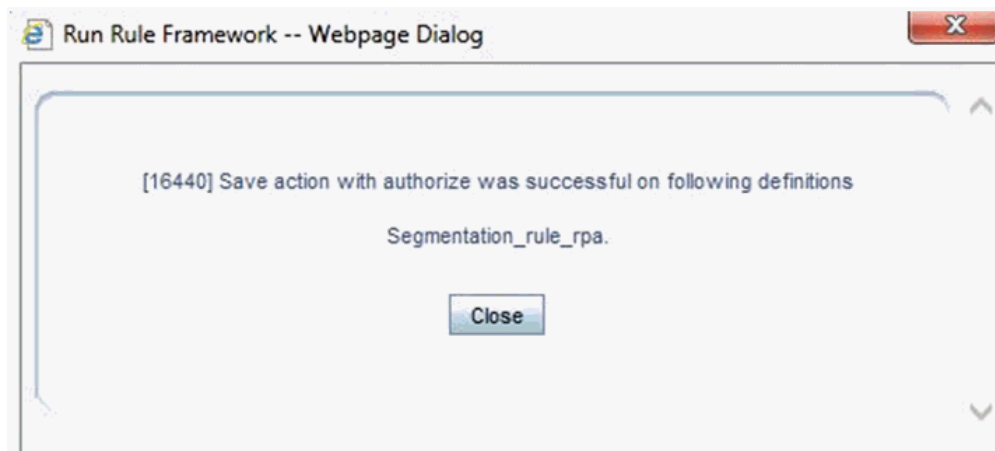 Run Rule Framework -- Webpage Dialog
x
[16440] Save action with authorize was successful on following definitions
Segmentation_rule_rpa.
Close